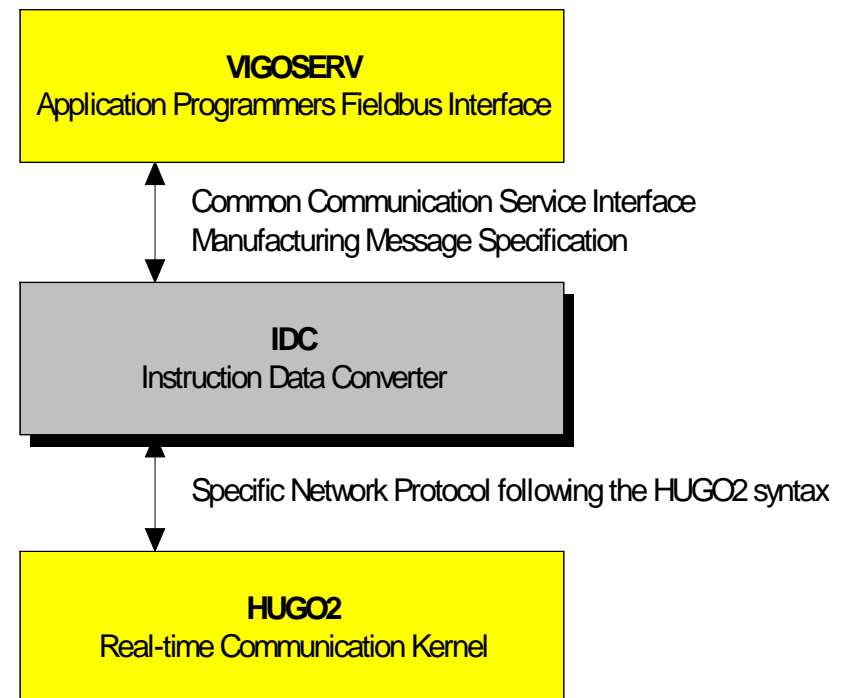 VIGOSERV
Application Programmers Fieldbus Interface
Common Communication Service Interface
Manufacturing Message Specification
IDC
Instruction Data Converter
Specific Network Protocol following the HUGO2 syntax
HUGO2
Real-time Communication Kernel